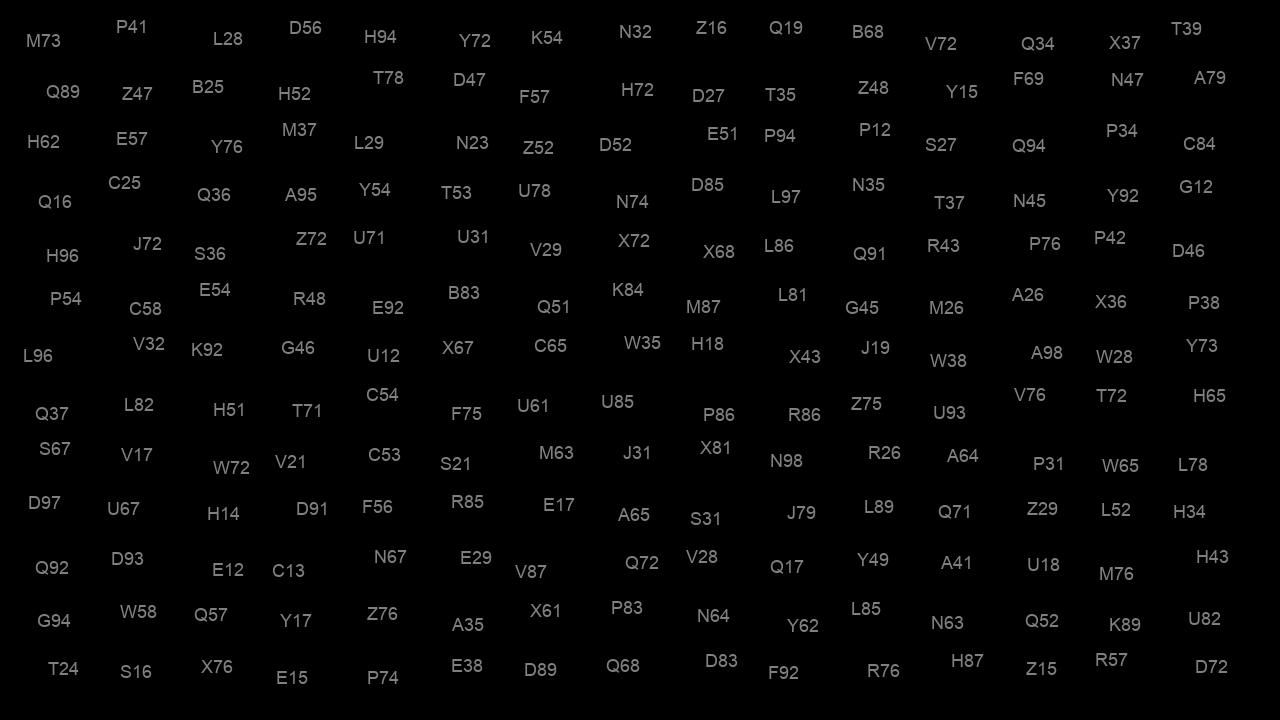 M73 P41 L28 D56 H94 Y72 K54 N32 Z16 Q19 B68 V72 Q34 X37 T39
Q89 Z47 B25 H52 T78 D47 F57 H72 D27 T35 Z48 Y15 F69 N47 A79
H62 E57 Y76 M37 L29 N23 Z52 D52 E51 P94 P12 S27 Q94 P34 C84
Q16 C25 Q36 A95 Y54 T53 U78 N74 D85 L97 N35 T37 N45 Y92 G12
H96 J72 S36 Z72 U71 U31 V29 X72 X68 L86 Q91 R43 P76 P42 D46
P54 C58 E54 R48 E92 B83 Q51 K84 M87 L81 G45 M26 A26 X36 P38
L96 V32 K92 G46 U12 X67 C65 W35 H18 X43 J19 W38 A98 W28 Y73
Q37 L82 H51 T71 C54 F75 U61 U85 P86 R86 Z75 U93 V76 T72 H65
S67 V17 W72 V21 C53 S21 M63 J31 X81 N98 R26 A64 P31 W65 L78
D97 U67 H14 D91 F56 R85 E17 A65 S31 J79 L89 Q71 Z29 L52 H34
Q92 D93 E12 C13 N67 E29 V87 Q72 V28 Q17 Y49 A41 U18 M76 H43
G94 W58 Q57 Y17 Z76 A35 X61 P83 N64 Y62 L85 N63 Q52 K89 U82
T24 S16 X76 E15 P74 E38 D89 Q68 D83 F92 R76 H87 Z15 R57 D72